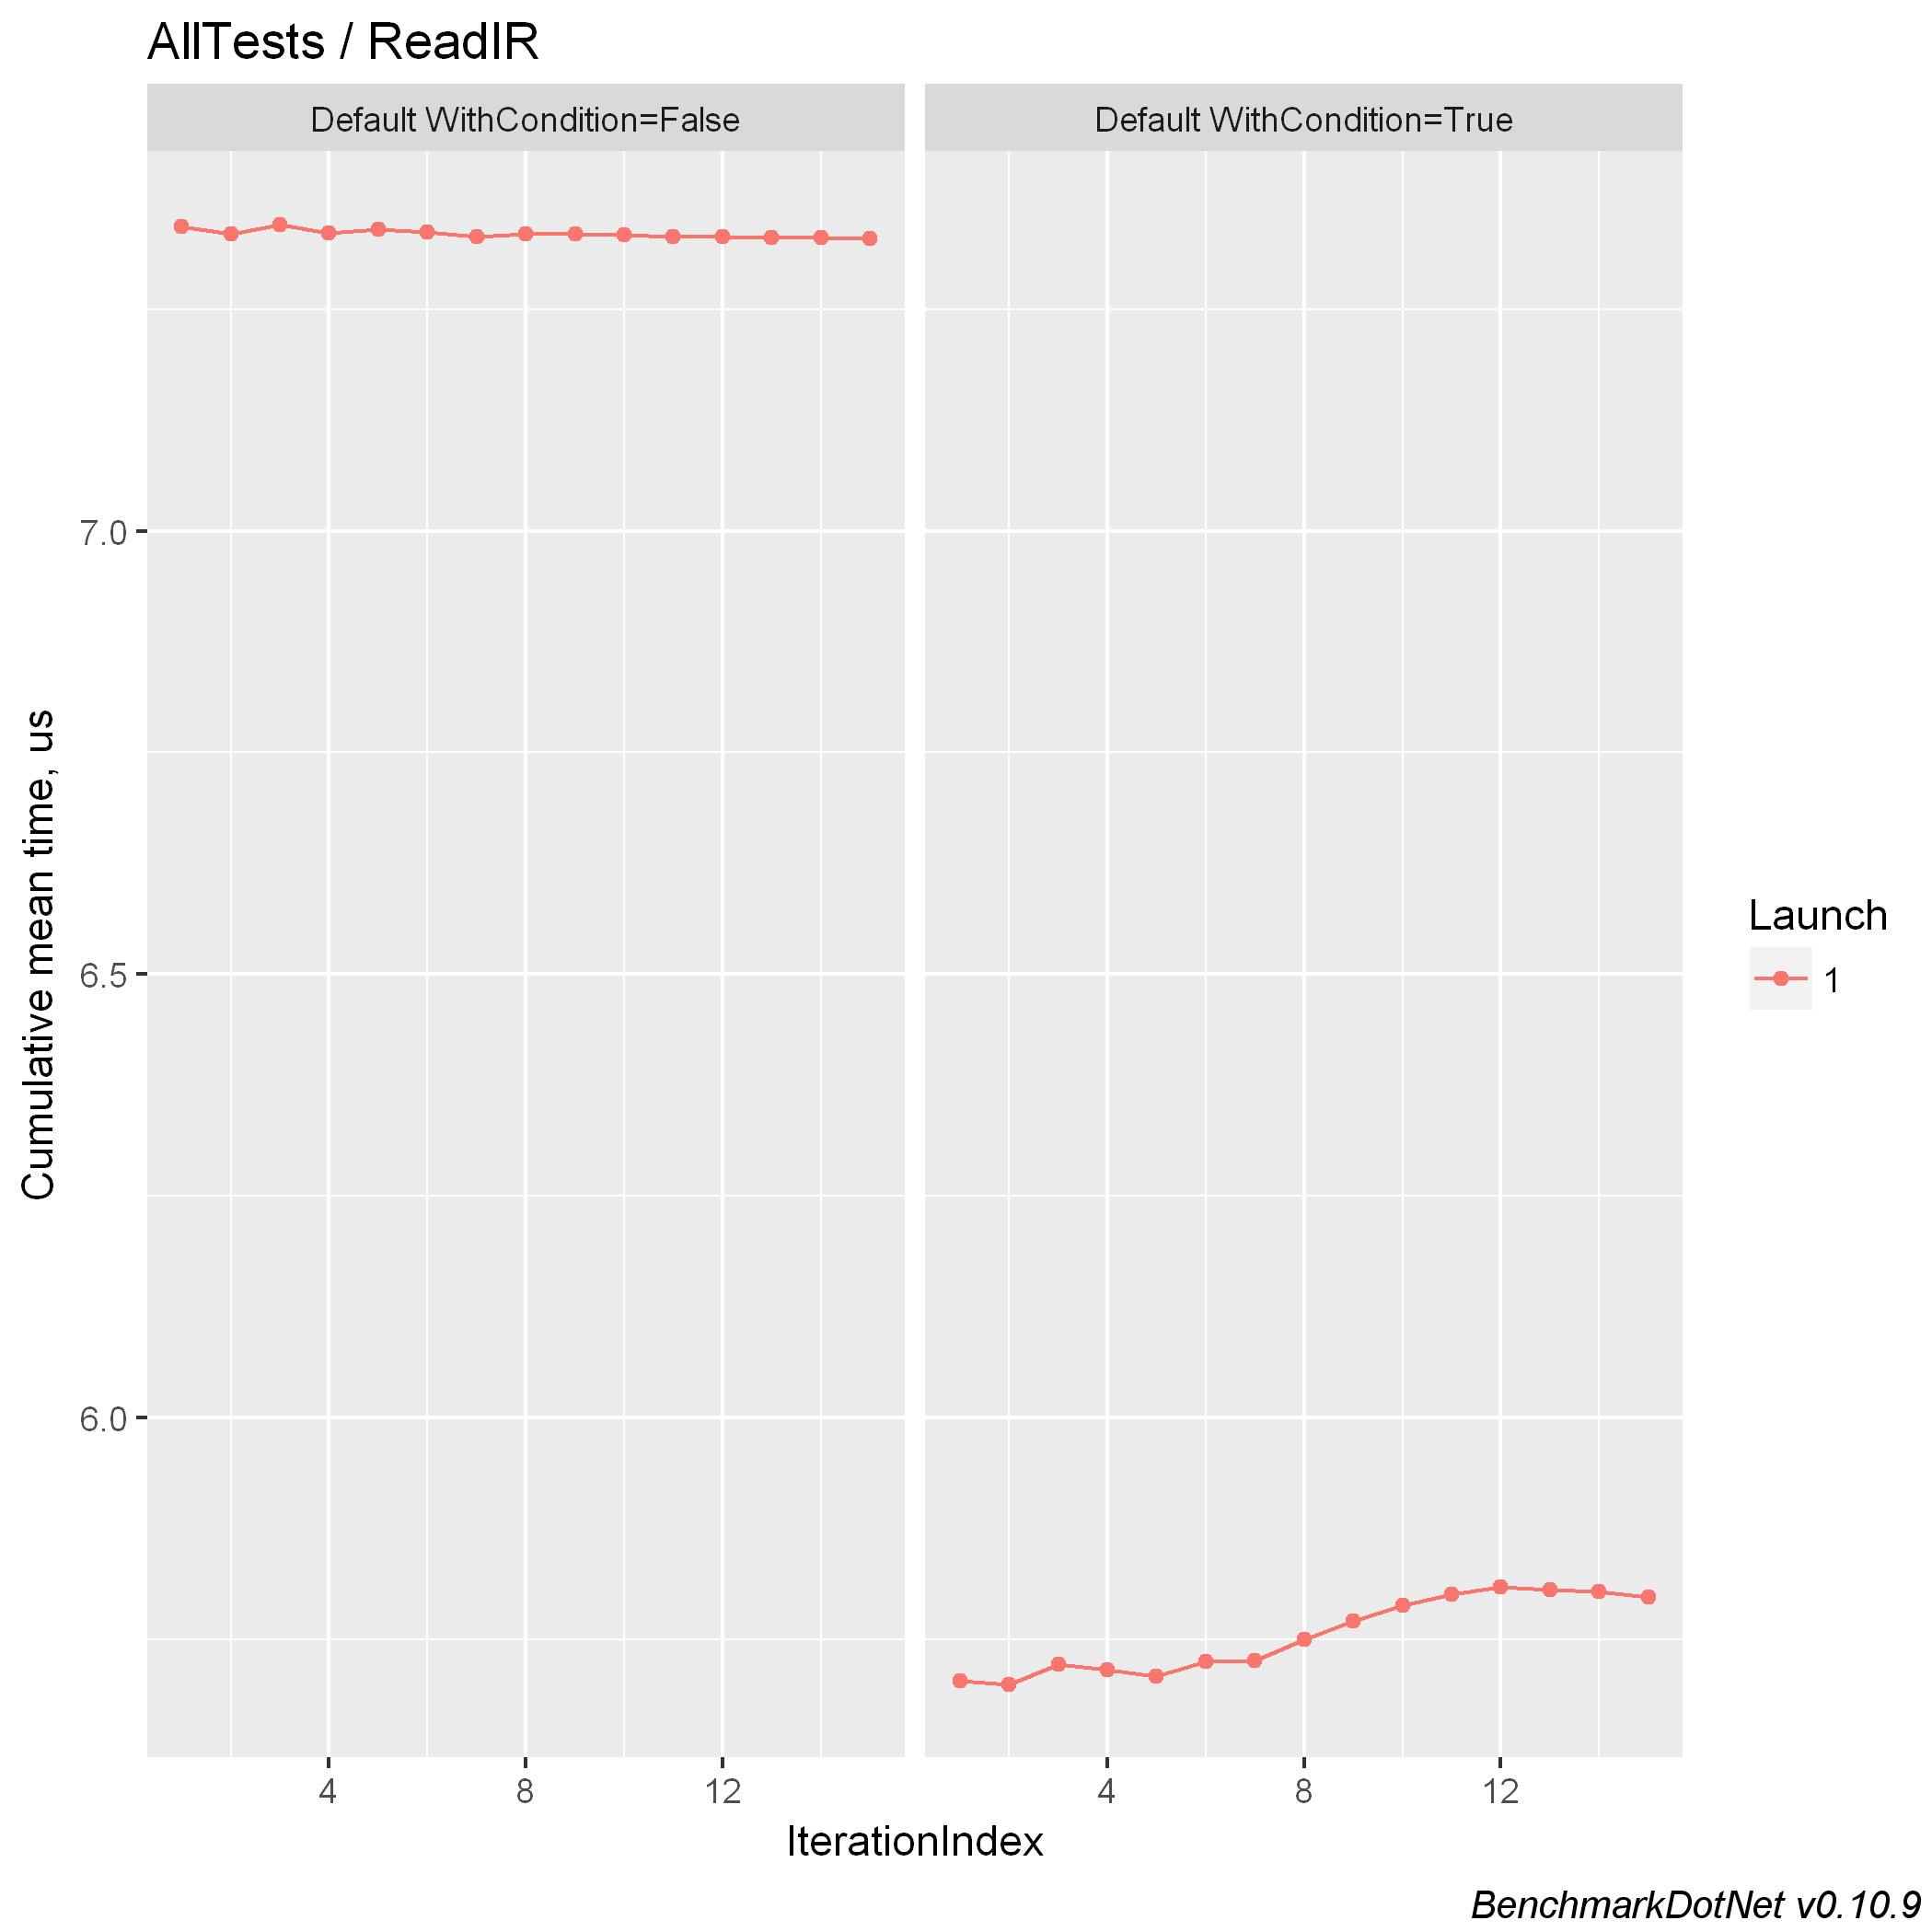 AllTests / ReadIR
Default WithCondition=False
Default WithCondition=True
Cumulative mean time, us
7.0
6.5
6.0
4
8
12
4
8
12
IterationIndex
Launch
1
BenchmarkDotNet v0.10.9